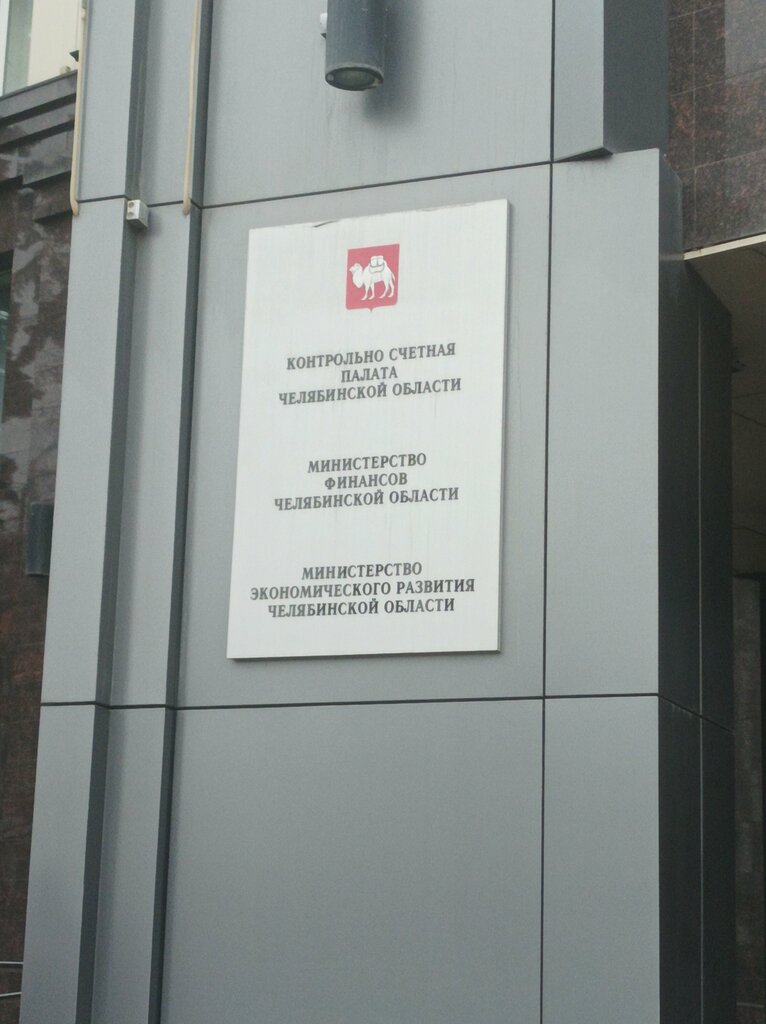 КОНТРОЛЬНО СЧЕТНАЯ
ПАЛАТА
ЧЕЛЯБИНСКОЙ ОБЛАСТИ
МИНИСТЕРСТВО
ФИНАНСОВ
ЧЕЛЯБИНСКОЙ ОБЛАСТИ
МИНИСТЕРСТВО
ЭКОНОМИЧЕСКОГО РАЗВИТИЯ
ЧЕЛЯБИНСКОЙ ОБЛАСТИ